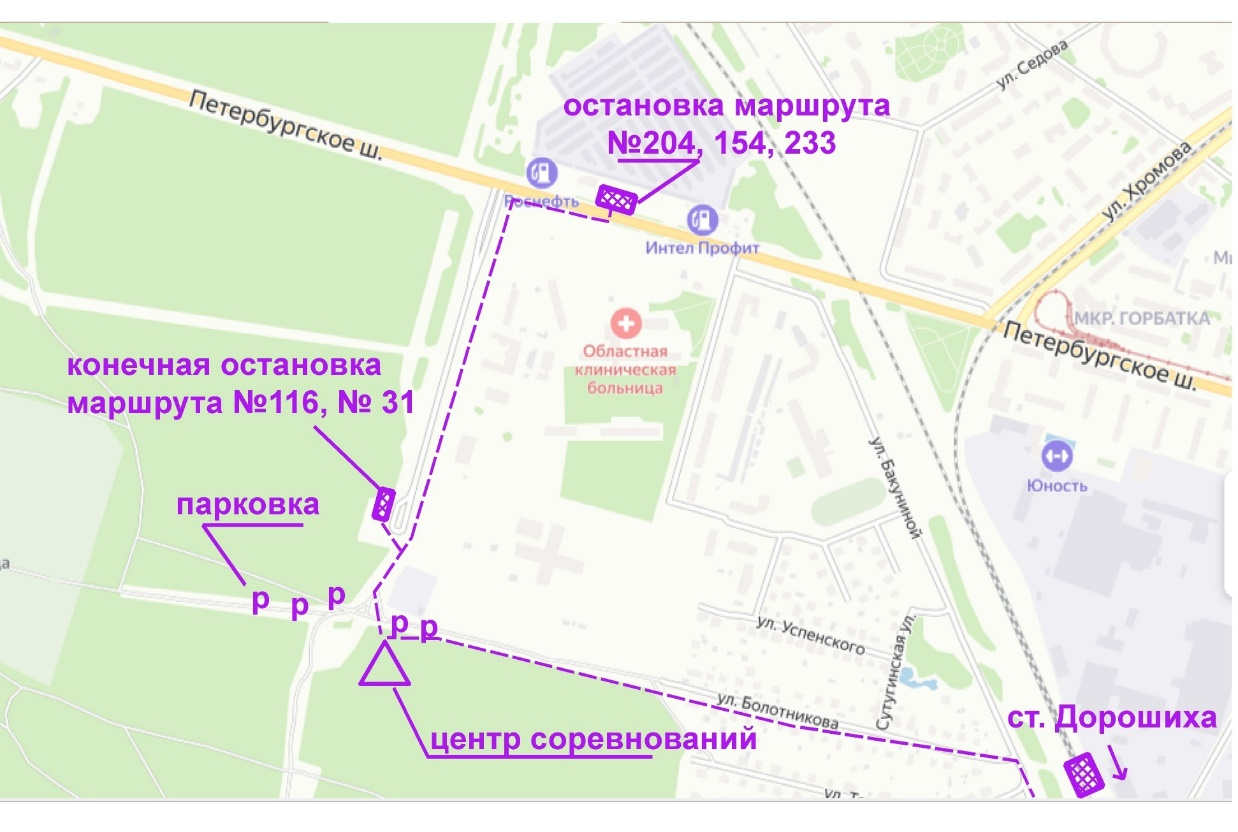 ул. Седова
Петербургское ш.
остановка маршрута
№204, 154, 233
ул. Хромова
Роснефть
Интел Профит
МКР. ГОРБАТКА
Петербургское ш.
Областная
клиническая
больница
конечная остановка
маршрута №116, № 31
ул. Бакуниной
Юность
парковка
р р р
р р
ул. Успенского
Сутугинская ул.
ул. Болотникова
ст. Дорошиха
центр соревнований